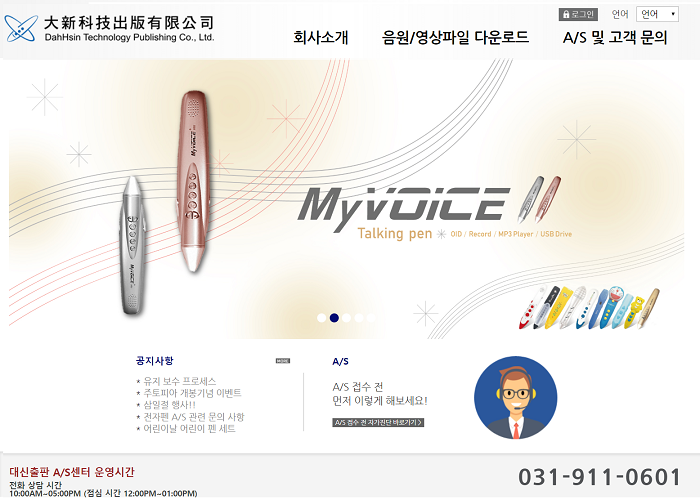 大新科技出版有限公司
DahHsin Technology Publishing Co., Ltd.
로그인
언어
언어
회사소개
음원/영상파일 다운로드
A/S 및 고객 문의
MyVOiCE
Talking pen ✳ OID / Record / MP3 Player / USB Drive
공지사항
MORE
* 유지 보수 프로세스
* 주토피아 개봉기념 이벤트
* 삼일절 행사!!
* 전자펜 A/S 관련 문의 사항
* 어린이날 어린이 펜 세트
A/S
A/S 접수 전
먼저 이렇게 해보세요!
A/S 접수 전 자가진단 바로가기 >
대신출판 A/S센터 운영시간
전화 상담 시간
10:00AM~05:00PM (점심 시간 12:00PM~01:00PM)
031-911-0601